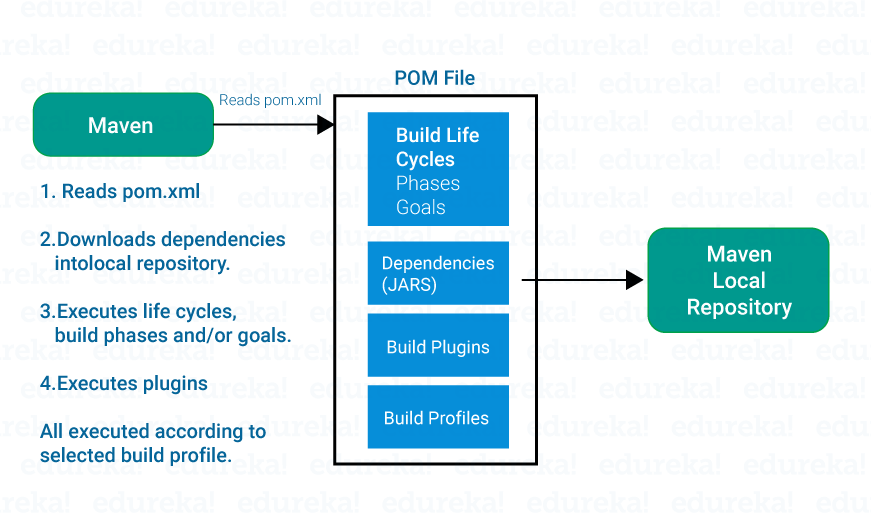 POM File
Reads pom.xml
Maven
1. Reads pom.xml
2.Downloads dependencies
intolocal repository.
3.Executes life cycles,
build phases and/or goals.
4.Executes plugins
All executed according to
selected build profile.
Build Life
Cycles
Phases
Goals
Dependencies
(JARS)
Build Plugins
Build Profiles
Maven
Local
Repository
edureka!